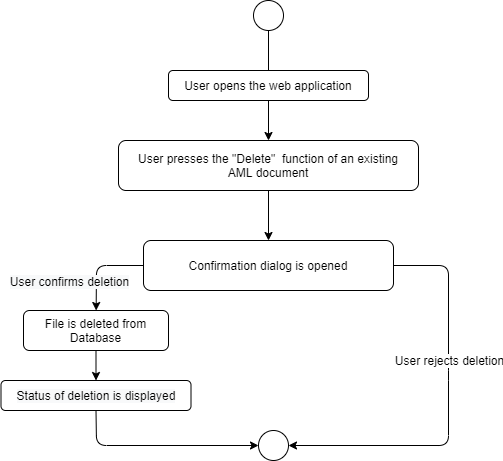 User opens the web application
User presses the "Delete" function of an existing
AML document
Confirmation dialog is opened
User confirms deletion
File is deleted from
Database
User rejects deletion
Status of deletion is displayed